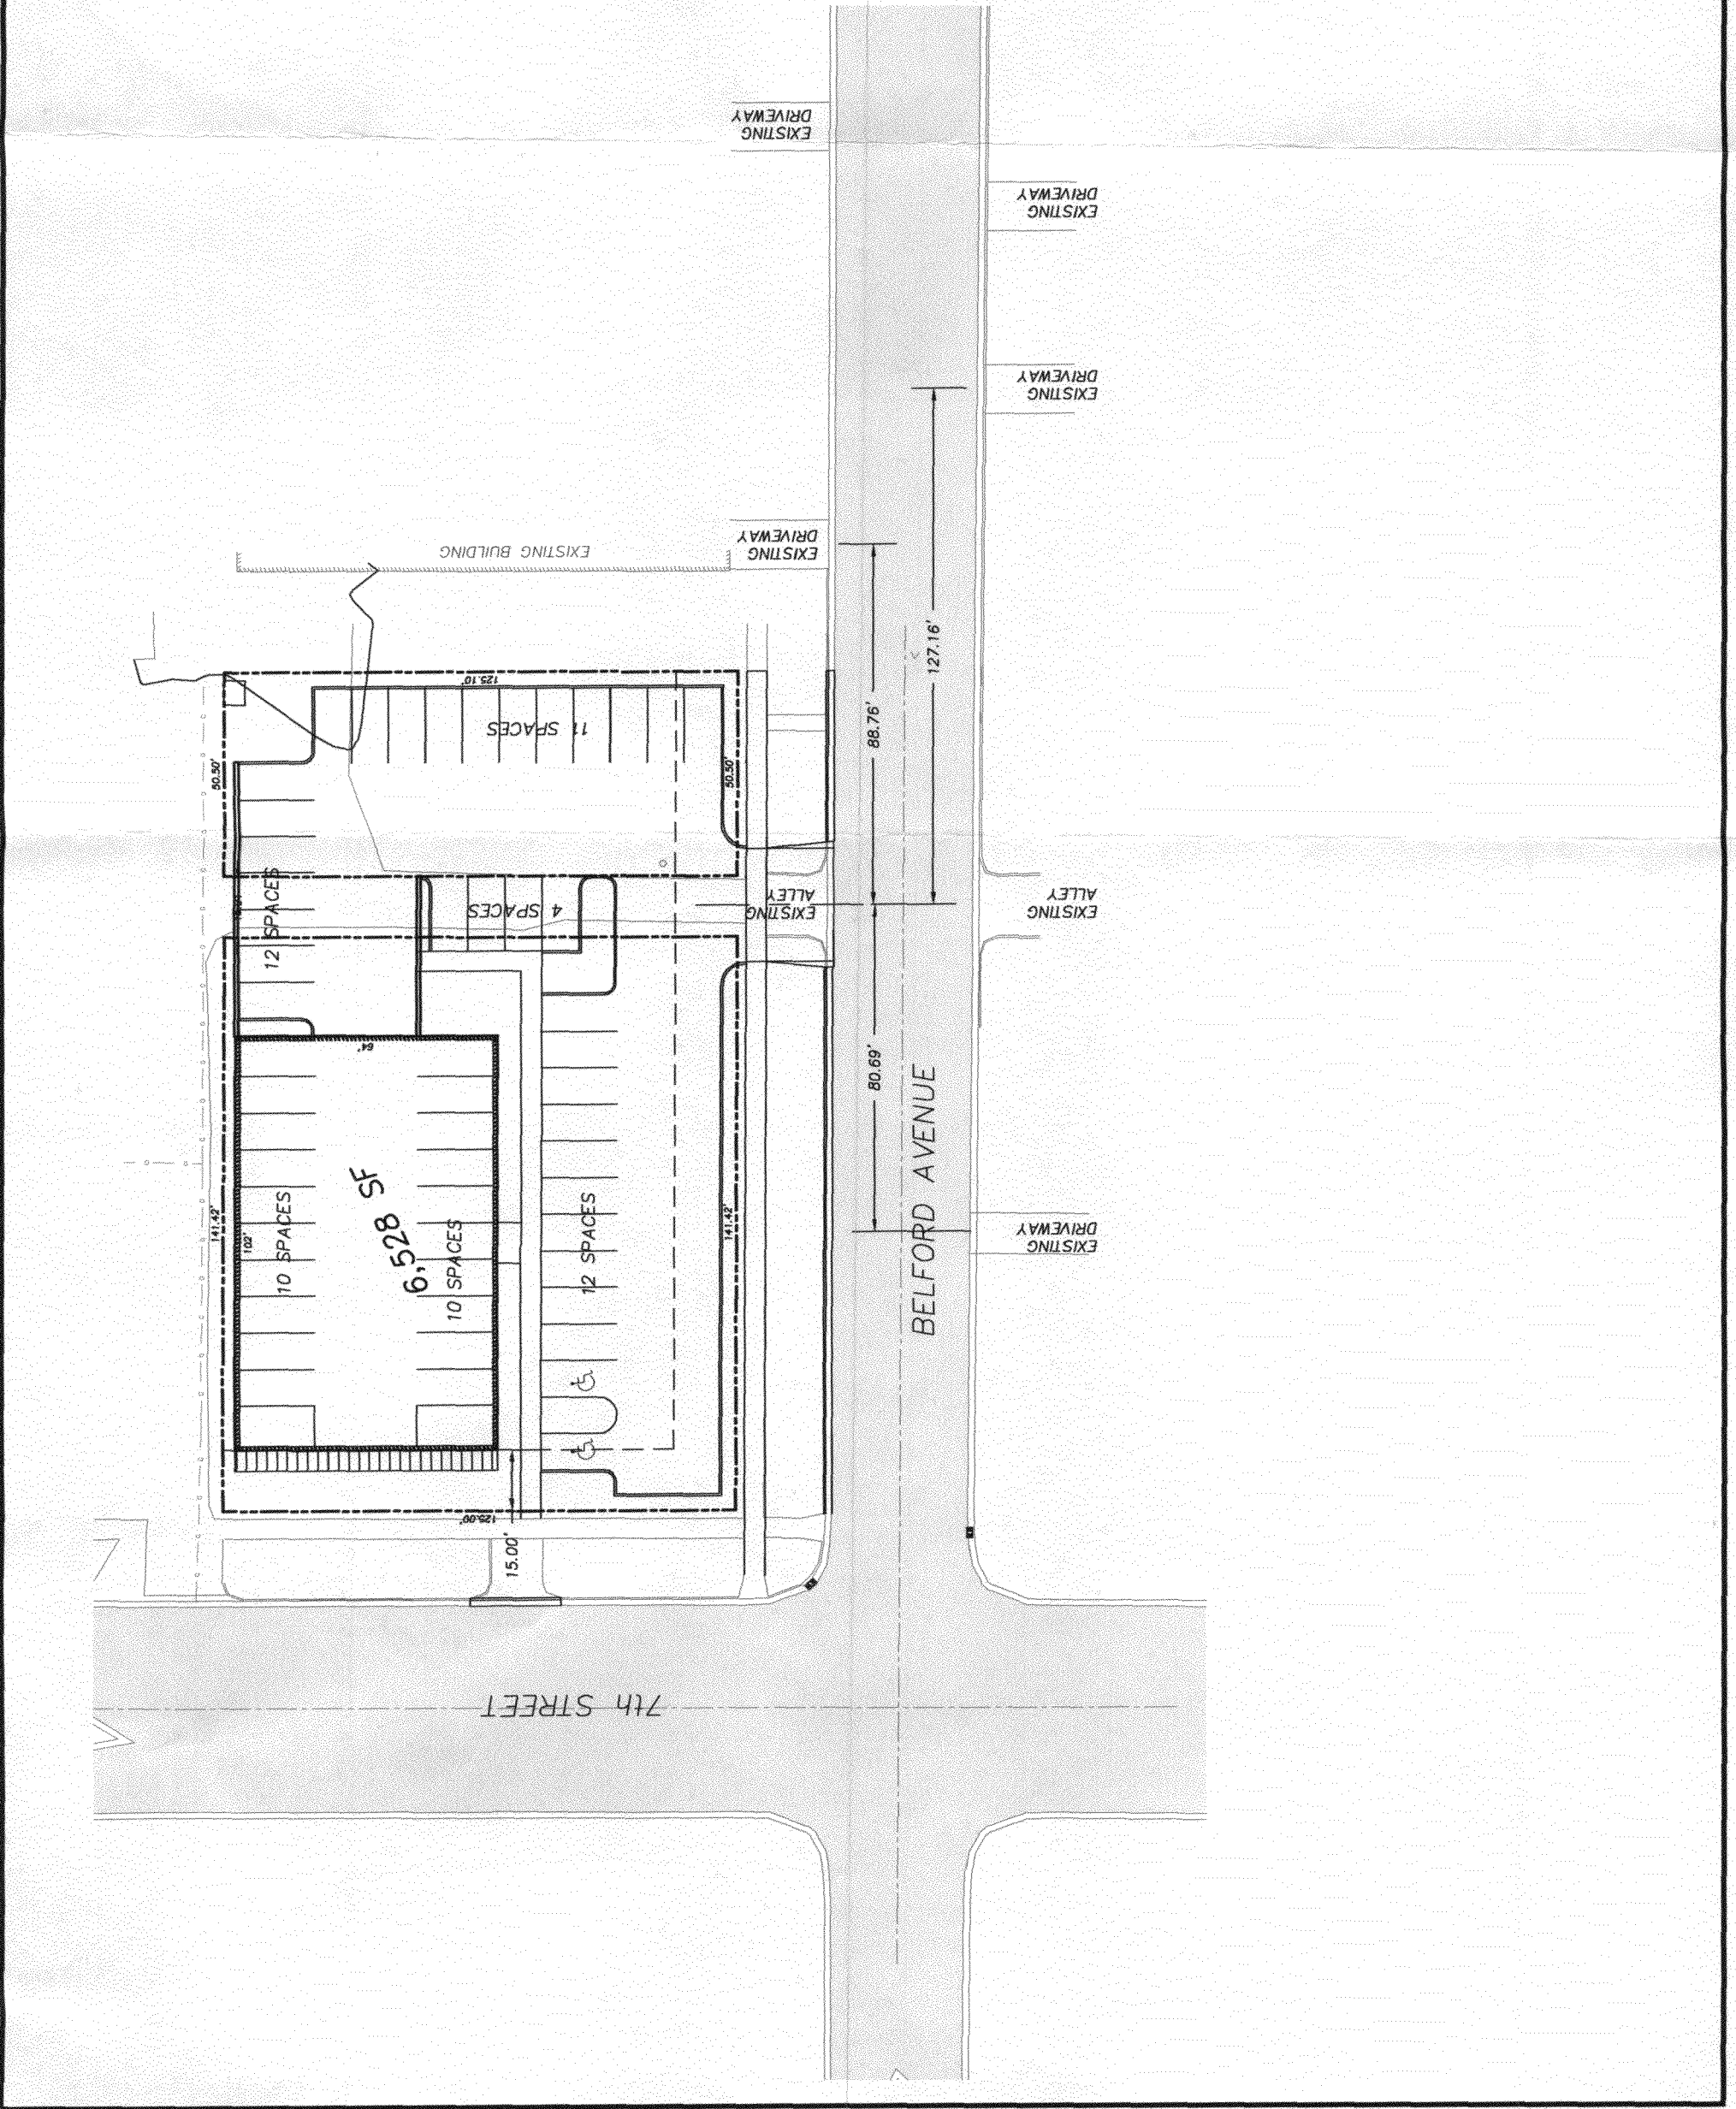 EXISTING
DRIVEWAY
EXISTING
DRIVEWAY
EXISTING
DRIVEWAY
EXISTING
DRIVEWAY
EXISTING BUILDING
127.16'
88.76'
125.10'
11 SPACES
50.50'
50.50'
12 SPACES
4 SPACES
EXISTING
ALLEY
EXISTING
ALLEY
64'
80.69'
BELFORD AVENUE
141.42'
102'
10 SPACES
6,528 SF
10 SPACES
12 SPACES
141.42'
EXISTING
DRIVEWAY
125.00'
15.00'
7th STREET